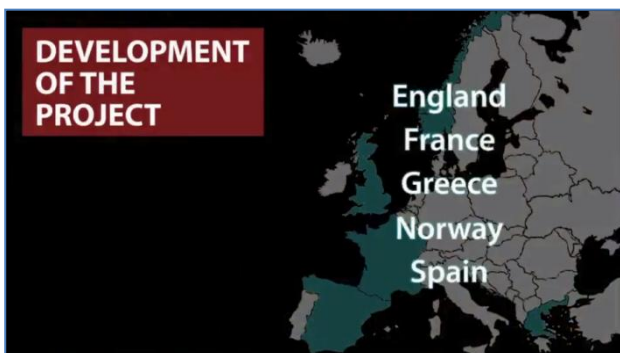 DEVELOPMENT
OF THE
PROJECT
England
France
Greece
Norway
Spain